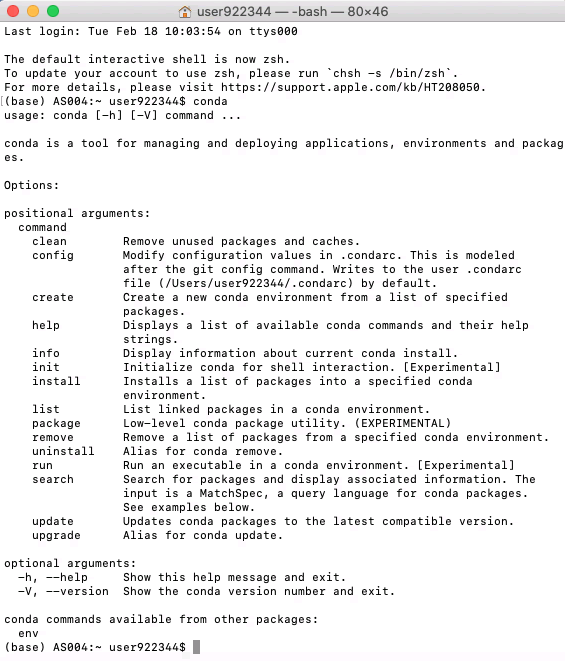 user922344 — -bash — 80×46
Last login: Tue Feb 18 10:03:54 on ttys000
The default interactive shell is now zsh.
To update your account to use zsh, please run `chsh -s /bin/zsh`.
For more details, please visit https://support.apple.com/kb/HT208050.
[(base) AS004:~ user922344$ conda
usage: conda [-h] [-V] command ...
conda is a tool for managing and deploying applications, environments and packag
es.
Options:
positional arguments:
  command
    clean        Remove unused packages and caches.
    config       Modify configuration values in .condarc. This is modeled
                 after the git config command. Writes to the user .condarc
                 file (/Users/user922344/.condarc) by default.
    create       Create a new conda environment from a list of specified
                 packages.
    help         Displays a list of available conda commands and their help
                 strings.
    info         Display information about current conda install.
    init         Initialize conda for shell interaction. [Experimental]
    install      Installs a list of packages into a specified conda
                 environment.
    list         List linked packages in a conda environment.
    package      Low-level conda package utility. (EXPERIMENTAL)
    remove       Remove a list of packages from a specified conda environment.
    uninstall    Alias for conda remove.
    run          Run an executable in a conda environment. [Experimental]
    search       Search for packages and display associated information. The
                 input is a MatchSpec, a query language for conda packages.
                 See examples below.
    update       Updates conda packages to the latest compatible version.
    upgrade      Alias for conda update.
optional arguments:
  -h, --help     Show this help message and exit.
  -V, --version  Show the conda version number and exit.
conda commands available from other packages:
  env
(base) AS004:~ user922344$